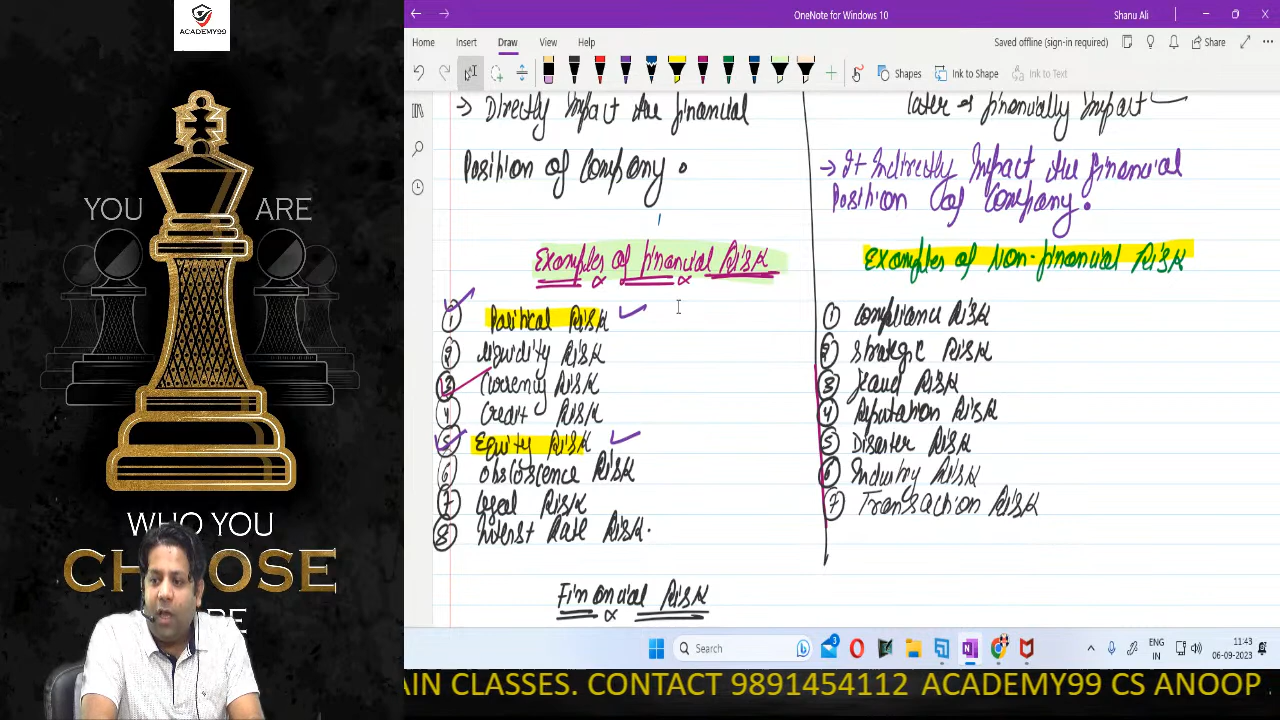 ACADEMY99
YOU ARE
WHO YOU
CHOOSE
RE
OneNote for Windows 10
Shanu Ali
Home Insert Draw View Help
Saved offline (sign-in required)
Share
Shapes Ink to Shape Ink to Text
→ Directly Impact the financial
Position of Company.
Later on financially impact
→ It Indirectly Impact the financial
Position of Company.
Examples of financial Risk
① Political Risk
② liquidity Risk
③ Currency Risk
④ Credit Risk
⑤ Equity Risk
⑥ Risk
⑦ legal Risk
⑧ Interest Rate Risk.
Examples of Non-financial Risk
① Compliance Risk
② Strategic Risk
③ Fraud Risk
④ Reputation Risk
⑤ Disaster Risk
⑥ Industry Risk
⑦ Transaction Risk
Financial Risk
Search
3
ENG
IN
11:43
06-09-2023
AIN CLASSES. CONTACT 9891454112 ACADEMY99 CS ANOOP